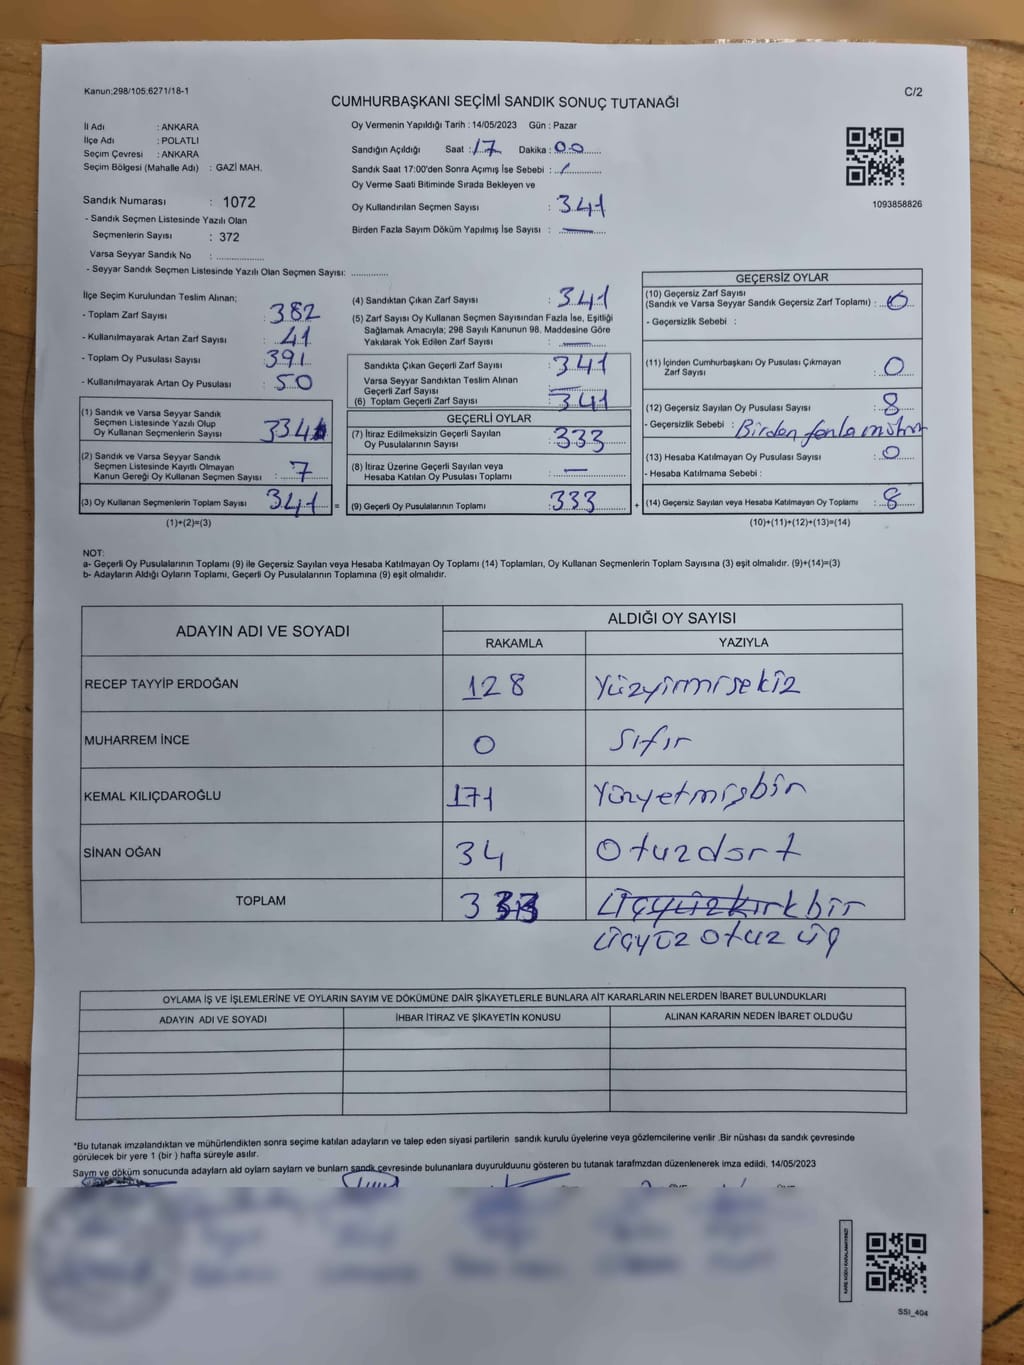 Kanun:298/105,6271/18-1
C/2
CUMHURBAŞKANI SEÇİMİ SANDIK SONUÇ TUTANAĞI
İl Adı : ANKARA
İlçe Adı : POLATLI
Seçim Çevresi : ANKARA
Seçim Bölgesi (Mahalle Adı) : GAZİ MAH.
Sandık Numarası : 1072
- Sandık Seçmen Listesinde Yazılı Olan
Seçmenlerin Sayısı : 372
Varsa Seyyar Sandık No : ..................
- Seyyar Sandık Seçmen Listesinde Yazılı Olan Seçmen Sayısı: ..............
Oy Vermenin Yapıldığı Tarih : 14/05/2023 Gün : Pazar
Sandığın Açıldığı Saat : 17 Dakika : 00
Sandık Saat 17:00'den Sonra Açımış İse Sebebi : /
Oy Verme Saati Bitiminde Sırada Bekleyen ve
Oy Kullandırılan Seçmen Sayısı : 341
Birden Fazla Sayım Döküm Yapılmış İse Sayısı : —
1093858826
İlçe Seçim Kurulundan Teslim Alınan;
- Toplam Zarf Sayısı : 382
- Kullanılmayarak Artan Zarf Sayısı : 41
- Toplam Oy Pusulası Sayısı : 391
- Kullanılmayarak Artan Oy Pusulası : 50
(1) Sandık ve Varsa Seyyar Sandık
Seçmen Listesinde Yazılı Olup
Oy Kullanan Seçmenlerin Sayısı : 334
(2) Sandık ve Varsa Seyyar Sandık
Seçmen Listesinde Kayıtlı Olmayan
Kanun Gereği Oy Kullanan Seçmen Sayısı : 7
(3) Oy Kullanan Seçmenlerin Toplam Sayısı : 341 =
(1)+(2)=(3)
(4) Sandıktan Çıkan Zarf Sayısı : 341
(5) Zarf Sayısı Oy Kullanan Seçmen Sayısından Fazla İse, Eşitliği
Sağlamak Amacıyla; 298 Sayılı Kanunun 98. Maddesine Göre
Yakılarak Yok Edilen Zarf Sayısı : —
Sandıkta Çıkan Geçerli Zarf Sayısı : 341
Varsa Seyyar Sandıktan Teslim Alınan
Geçerli Zarf Sayısı : —
(6) Toplam Geçerli Zarf Sayısı : 341
GEÇERLİ OYLAR
(7) İtiraz Edilmeksizin Geçerli Sayılan
Oy Pusulalarının Sayısı : 333
(8) İtiraz Üzerine Geçerli Sayılan veya
Hesaba Katılan Oy Pusulası Toplamı : —
(9) Geçerli Oy Pusulalarının Toplamı : 333 +
GEÇERSİZ OYLAR
(10) Geçersiz Zarf Sayısı
(Sandık ve Varsa Seyyar Sandık Geçersiz Zarf Toplamı) : 0
- Geçersizlik Sebebi :
(11) İçinden Cumhurbaşkanı Oy Pusulası Çıkmayan
Zarf Sayısı : 0
(12) Geçersiz Sayılan Oy Pusulası Sayısı : 8
- Geçersizlik Sebebi : Birden fazla mühür
(13) Hesaba Katılmayan Oy Pusulası Sayısı : 0
- Hesaba Katılmama Sebebi :
(14) Geçersiz Sayılan veya Hesaba Katılmayan Oy Toplamı : 8
(10)+(11)+(12)+(13)=(14)
NOT:
a- Geçerli Oy Pusulalarının Toplamı (9) ile Geçersiz Sayılan veya Hesaba Katılmayan Oy Toplamı (14) Toplamları, Oy Kullanan Seçmenlerin Toplam Sayısına (3) eşit olmalıdır. (9)+(14)=(3)
b- Adayların Aldığı Oyların Toplamı, Geçerli Oy Pusulalarının Toplamına (9) eşit olmalıdır.
ADAYIN ADI VE SOYADI
ALDIĞI OY SAYISI
RAKAMLA YAZIYLA
RECEP TAYYİP ERDOĞAN 128 Yüzyirmisekiz
MUHARREM İNCE 0 Sıfır
KEMAL KILIÇDAROĞLU 171 Yüzyetmişbir
SİNAN OĞAN 34 Otuzdört
TOPLAM 333 Üçyüzkırkbir
üçyüz otuz üç
OYLAMA İŞ VE İŞLEMLERİNE VE OYLARIN SAYIM VE DÖKÜMÜNE DAİR ŞİKAYETLERLE BUNLARA AİT KARARLARIN NELERDEN İBARET BULUNDUKLARI
ADAYIN ADI VE SOYADI İHBAR İTİRAZ VE ŞİKAYETİN KONUSU ALINAN KARARIN NEDEN İBARET OLDUĞU
*Bu tutanak imzalandıktan ve mühürlendikten sonra seçime katılan adayların ve talep eden siyasi partilerin sandık kurulu üyelerine veya gözlemcilerine verilir .Bir nüshası da sandık çevresinde
görülecek bir yere 1 (bir ) hafta süreyle asılır.
Sayım ve döküm sonucunda adayların aldı oyların sayların ve bunların sandık çevresinde bulunanlara duyurulduunu gösteren bu tutanak tarafmzdan düzenlenerek imza edildi. 14/05/2023
SSI_404